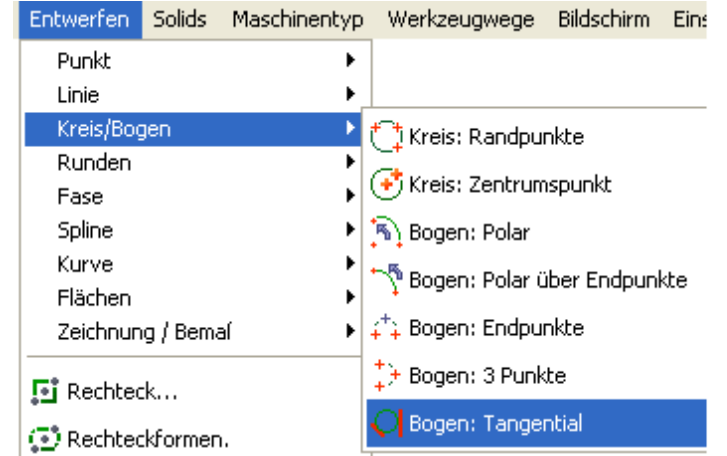 Entwerfen Solids Maschinentyp Werkzeugwege Bildschirm Eins
Punkt
Linie
Kreis/Bogen
Runden
Fase
Spline
Kurve
Flächen
Zeichnung / Bemaſ
Rechteck...
Rechteckformen.
Kreis: Randpunkte
Kreis: Zentrumspunkt
Bogen: Polar
Bogen: Polar über Endpunkte
Bogen: Endpunkte
Bogen: 3 Punkte
Bogen: Tangential